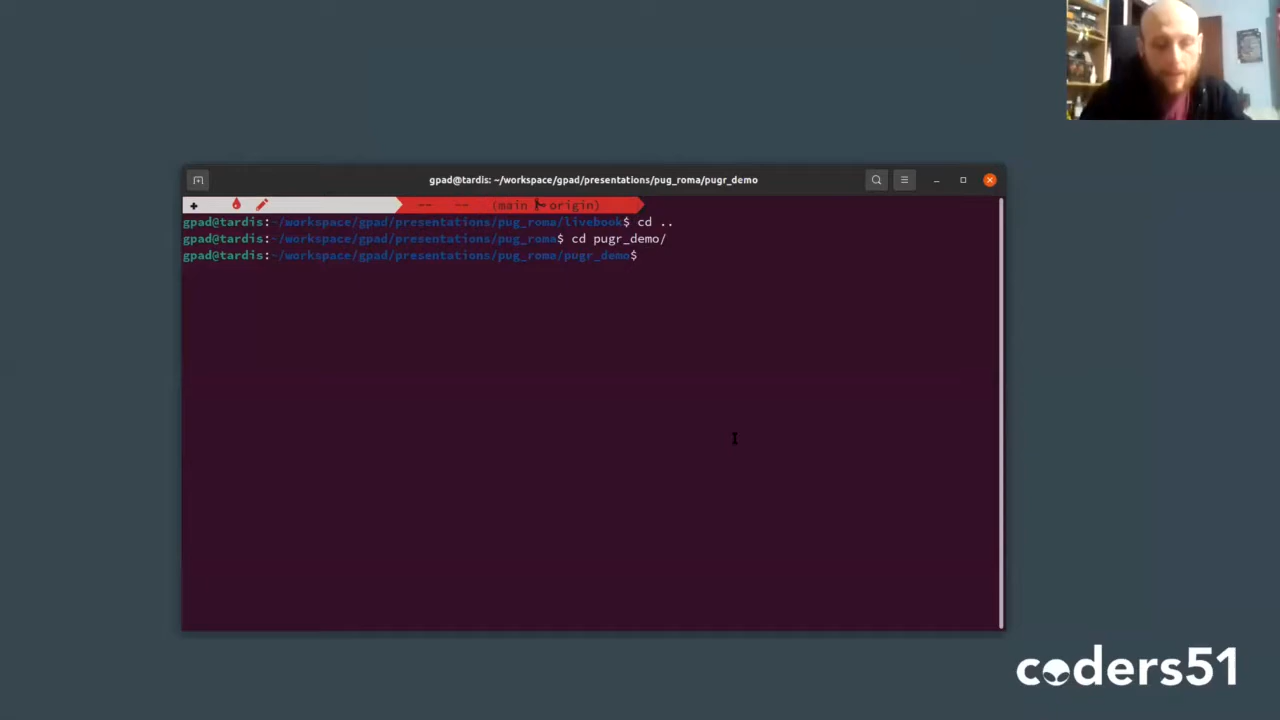 gpad@tardis: ~/workspace/gpad/presentations/pug_roma/pugr_demo
-- -- (main origin)
gpad@tardis:~/workspace/gpad/presentations/pug_roma/livebook$ cd ..
gpad@tardis:~/workspace/gpad/presentations/pug_roma$ cd pugr_demo/
gpad@tardis:~/workspace/gpad/presentations/pug_roma/pugr_demo$
coders51